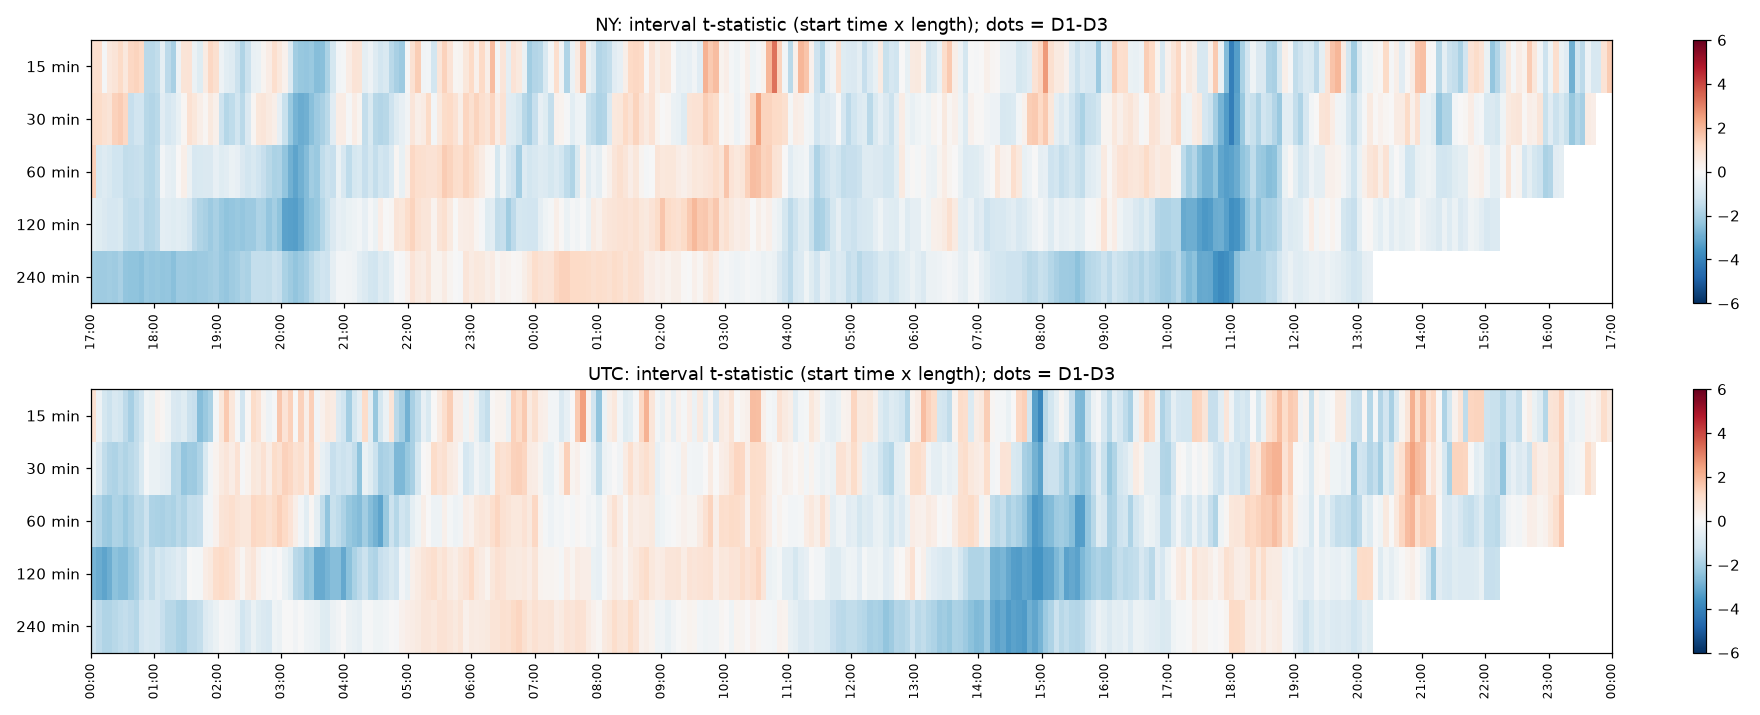 NY: interval t-statistic (start time x length); dots = D1-D3
15 min
30 min
60 min
120 min
240 min
17:00 18:00 19:00 20:00 21:00 22:00 23:00 00:00 01:00 02:00 03:00 04:00 05:00 06:00 07:00 08:00 09:00 10:00 11:00 12:00 13:00 14:00 15:00 16:00 17:00
6
4
2
0
−2
−4
−6
UTC: interval t-statistic (start time x length); dots = D1-D3
15 min
30 min
60 min
120 min
240 min
00:00 01:00 02:00 03:00 04:00 05:00 06:00 07:00 08:00 09:00 10:00 11:00 12:00 13:00 14:00 15:00 16:00 17:00 18:00 19:00 20:00 21:00 22:00 23:00 00:00
6
4
2
0
−2
−4
−6